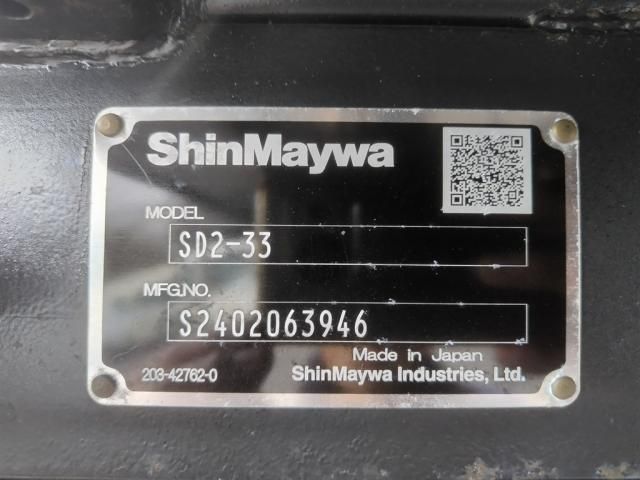 ShinMaywa
MODEL
SD2-33
MFG.NO.
S2402063946
Made in Japan
203-42762-0 ShinMaywa Industries, Ltd.